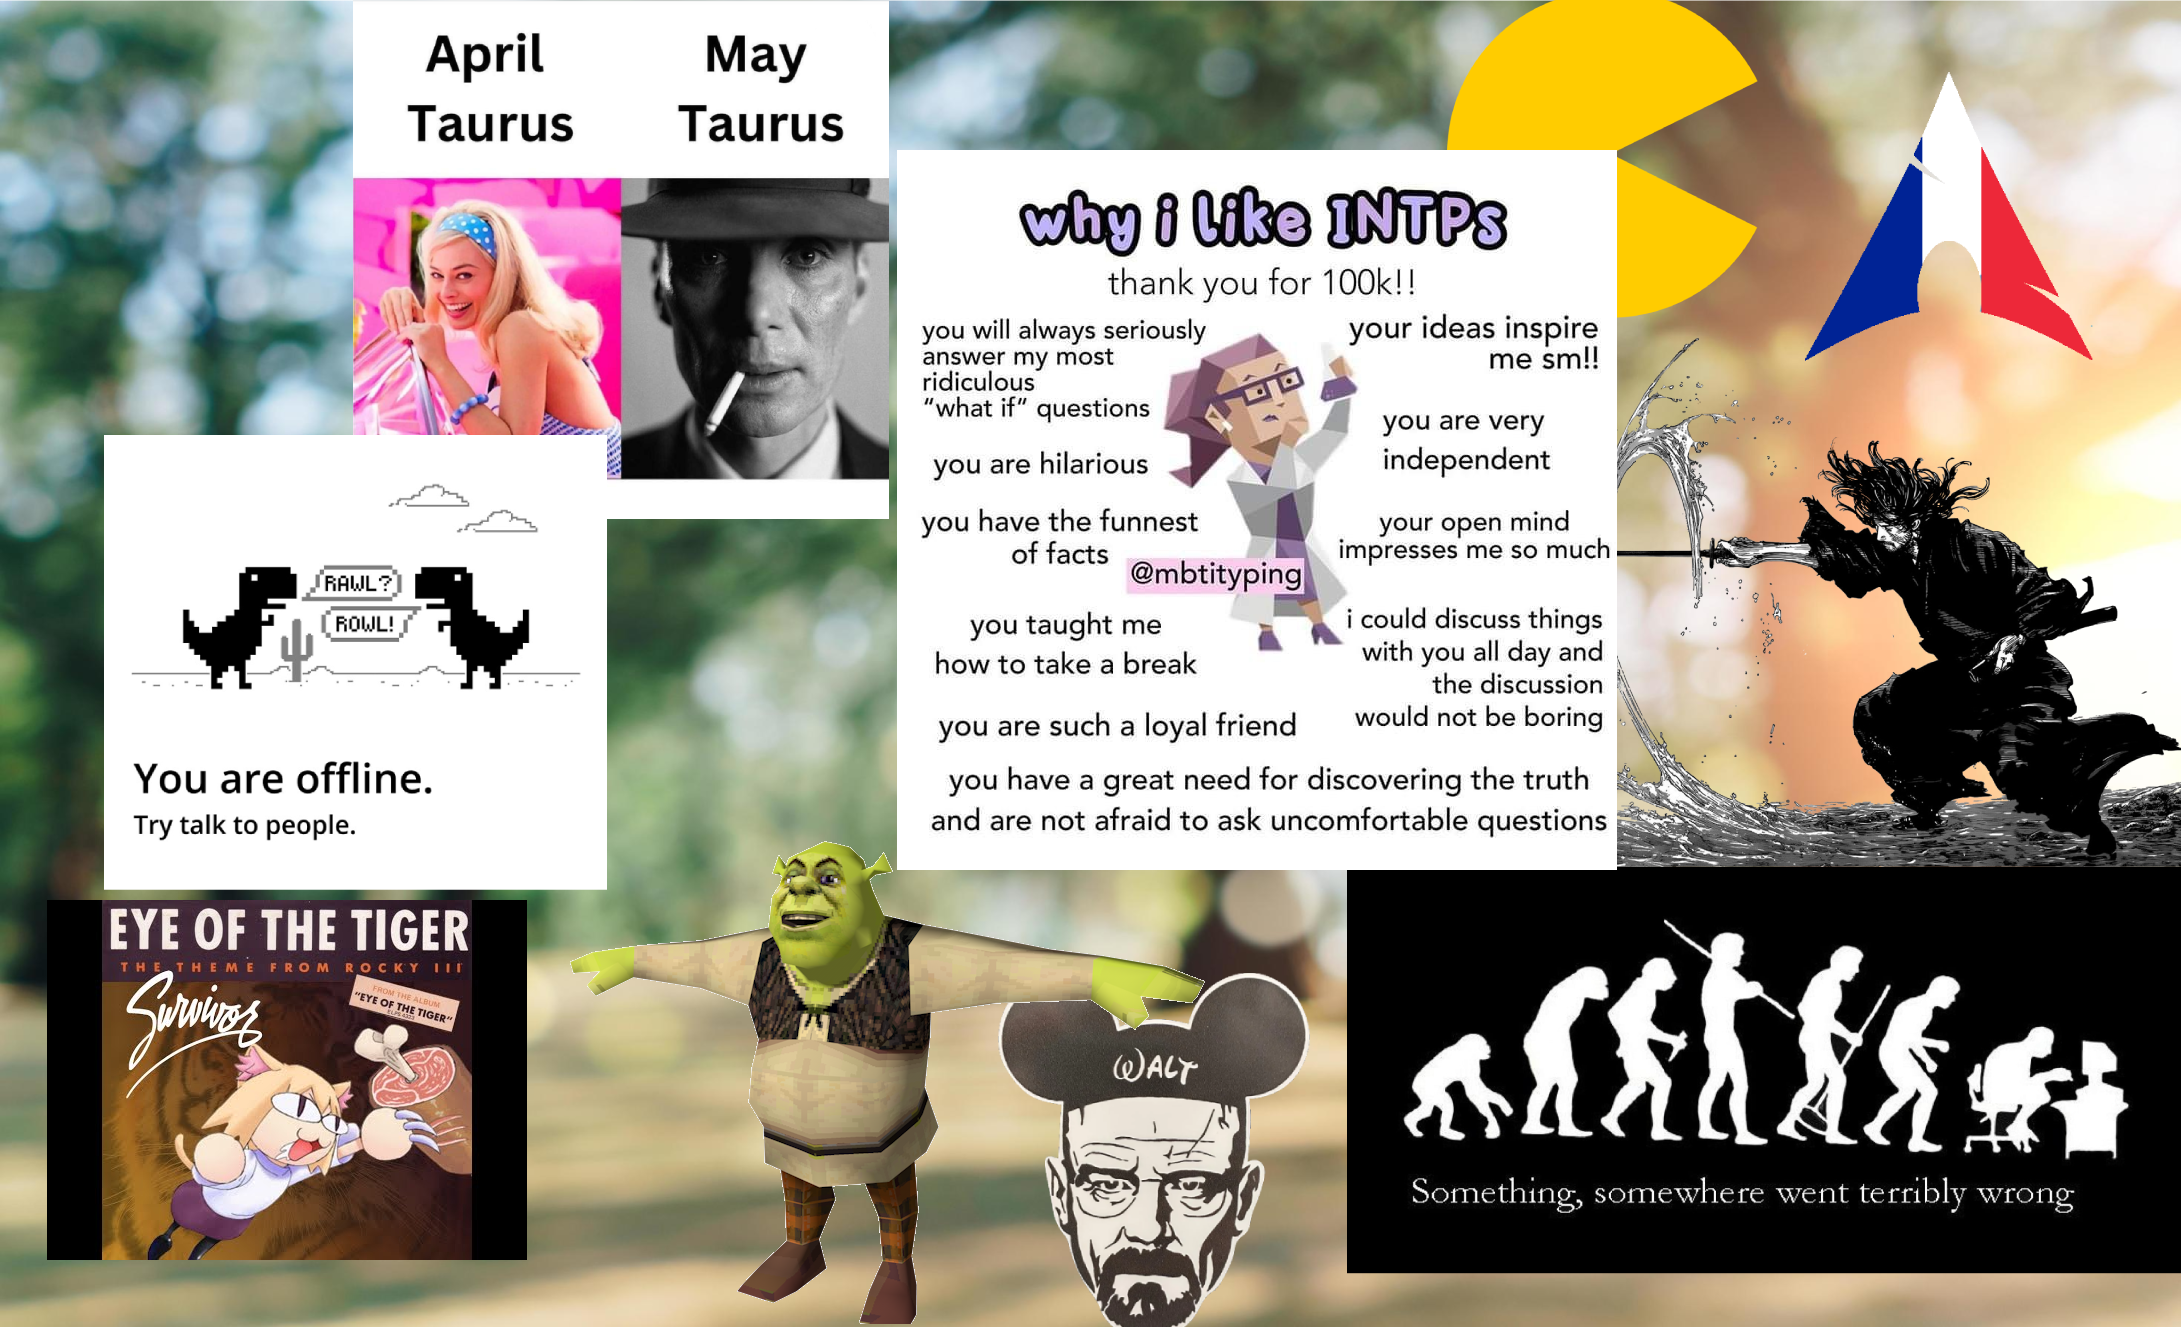 April
Taurus
May
Taurus
why i like INTPs
thank you for 100k!!
you will always seriously
answer my most
ridiculous
“what if” questions
you are hilarious
you have the funnest
of facts
@mbtityping
you taught me
how to take a break
you are such a loyal friend
your ideas inspire
me sm!!
you are very
independent
your open mind
impresses me so much
i could discuss things
with you all day and
the discussion
would not be boring
you have a great need for discovering the truth
and are not afraid to ask uncomfortable questions
RAWL?
ROWL!
You are offline.
Try talk to people.
EYE OF THE TIGER
THE THEME FROM ROCKY III
Survivor
FROM THE ALBUM
"EYE OF THE TIGER"
WALT
Something, somewhere went terribly wrong